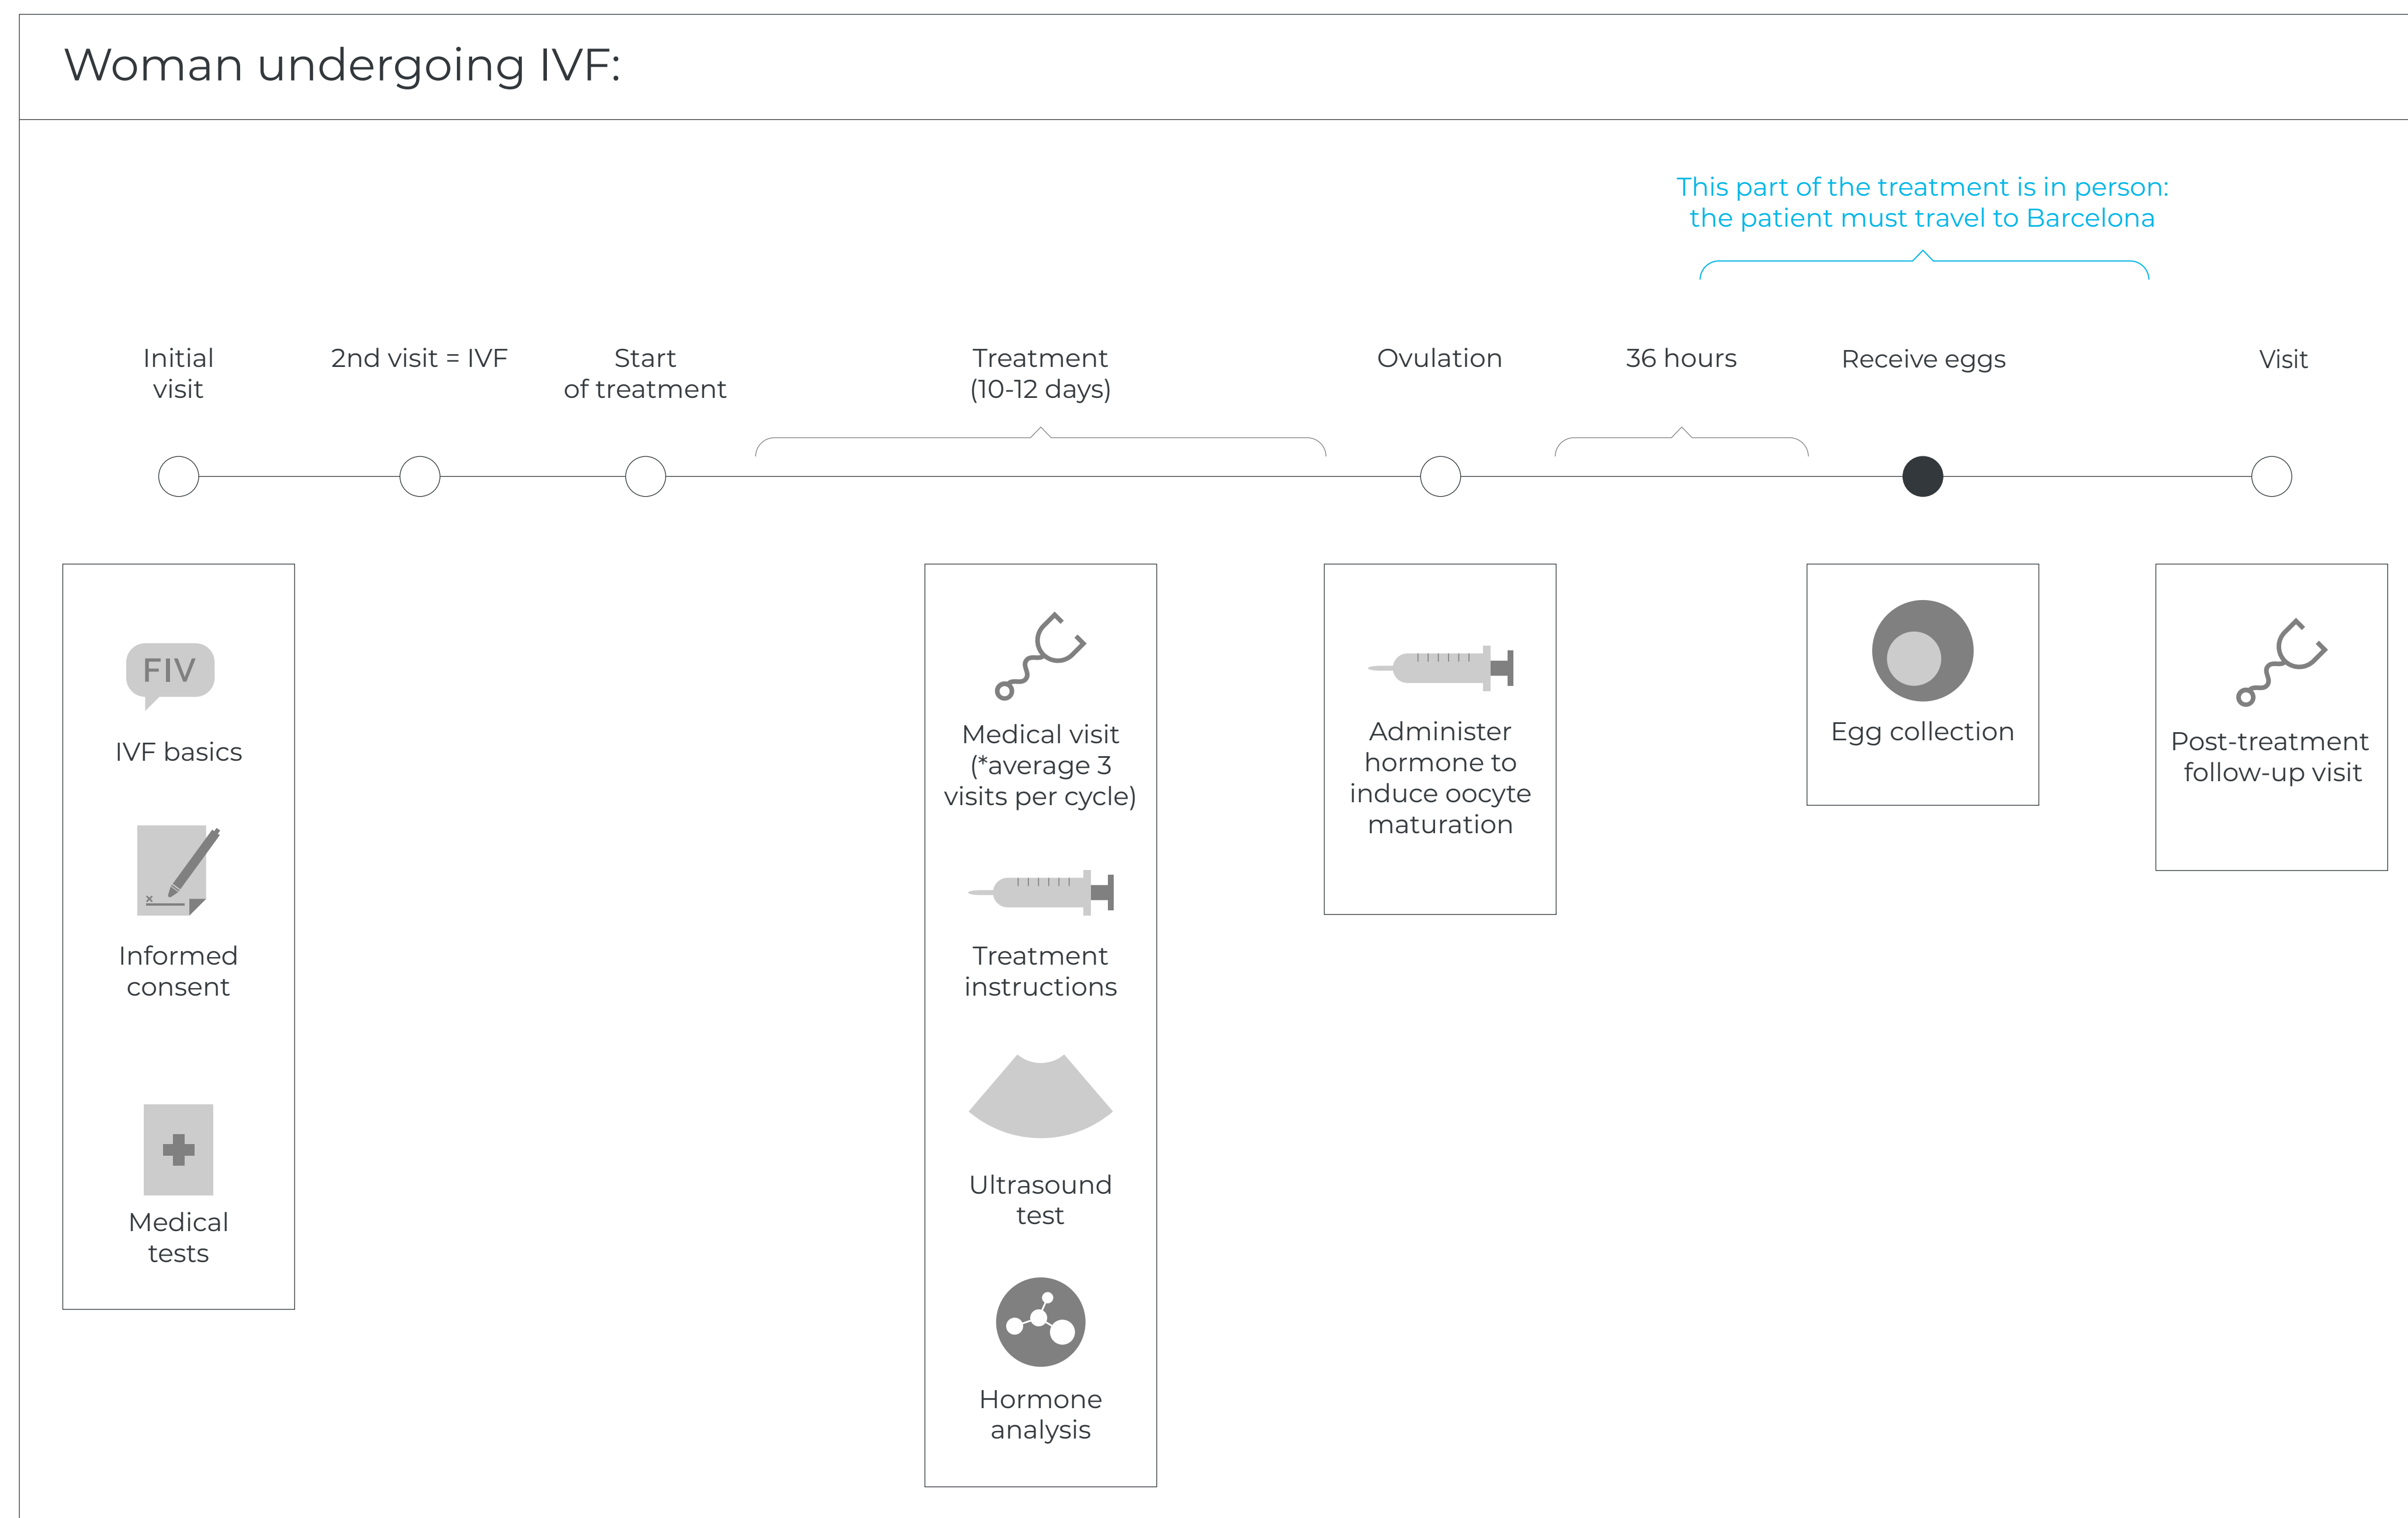 Woman undergoing IVF:
This part of the treatment is in person:
the patient must travel to Barcelona
Initial
visit
2nd visit = IVF
Start
of treatment
Treatment
(10-12 days)
Ovulation
36 hours
Receive eggs
Visit
FIV
IVF basics
Informed
consent
Medical
tests
Medical visit
(*average 3
visits per cycle)
Treatment
instructions
Ultrasound
test
Hormone
analysis
Administer
hormone to
induce oocyte
maturation
Egg collection
Post-treatment
follow-up visit